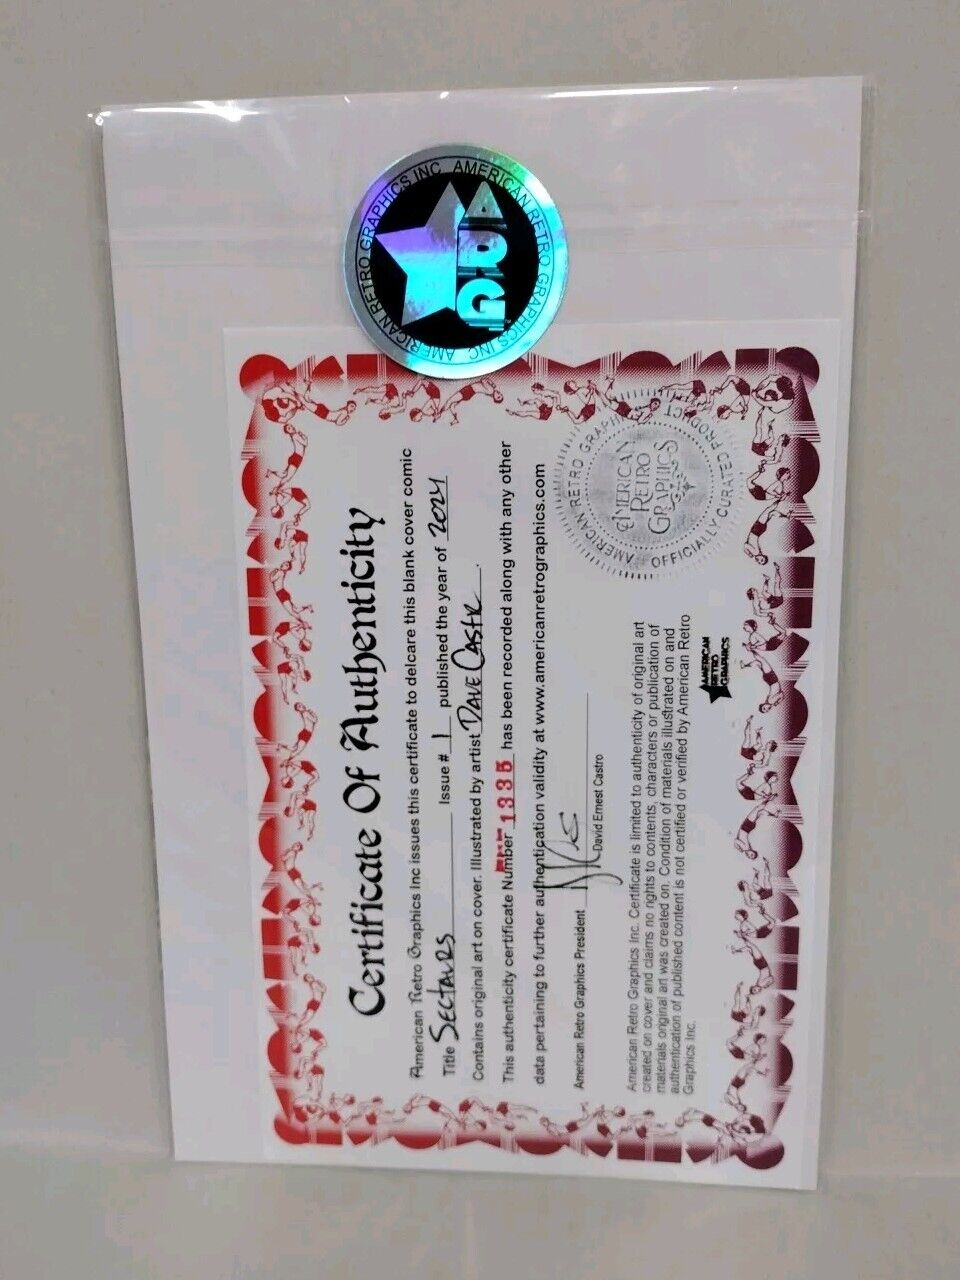 AMERICAN RETRO GRAPHICS INC. AMERICAN RETRO GRAPHICS INC.
ARG
Certificate Of Authenticity
American Retro Graphics Inc issues this certificate to delcare this blank cover comic
Title Sectaurs Issue # 1 published the year of 2024
Contains original art on cover. Illustrated by artist Dave Castr.
This authenticity certificate Number 1335 has been recorded along with any other
data pertaining to further authentication validity at www.americanretrographics.com
American Retro Graphics President
David Ernest Castro
AMERICAN RETRO GRAPHICS
OFFICIALLY CURATED PRODUCT
AMERICAN
RETRO
GRAPHICS
American Retro Graphics Inc. Certificate is limited to authenticity of original art
created on cover and claims no rights to contents, characters or publication of
materials original art was created on. Condition of materials illustrated on and
authentication of published content is not certified or verified by American Retro
Graphics Inc.
AMERICAN
RETRO
GRAPHICS